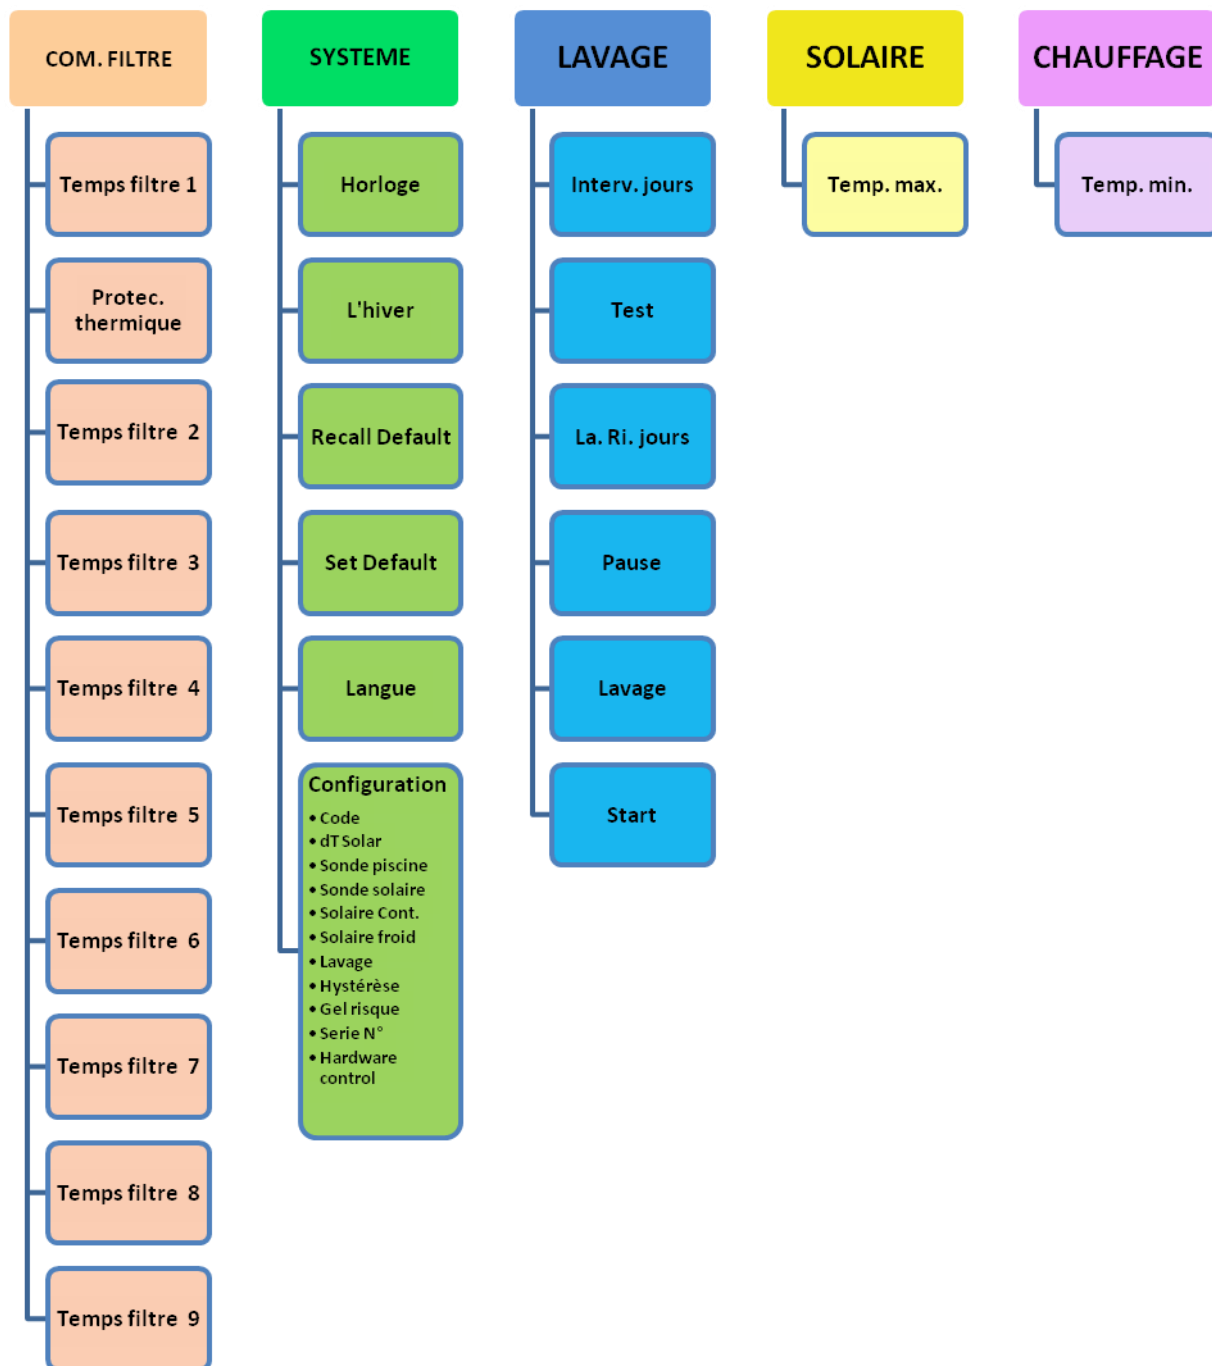 COM. FILTRE
Temps filtre 1
Protec.
thermique
Temps filtre 2
Temps filtre 3
Temps filtre 4
Temps filtre 5
Temps filtre 6
Temps filtre 7
Temps filtre 8
Temps filtre 9
SYSTEME
Horloge
L'hiver
Recall Default
Set Default
Langue
Configuration
• Code
• dTSolar
• Sonde piscine
• Sonde solaire
• Solaire Cont.
• Solaire froid
• Lavage
• Hystérèse
• Gel risque
• Serie N°
• Hardware
control
LAVAGE
Interv. jours
Test
La. Ri. jours
Pause
Lavage
Start
SOLAIRE
Temp. max.
CHAUFFAGE
Temp. min.